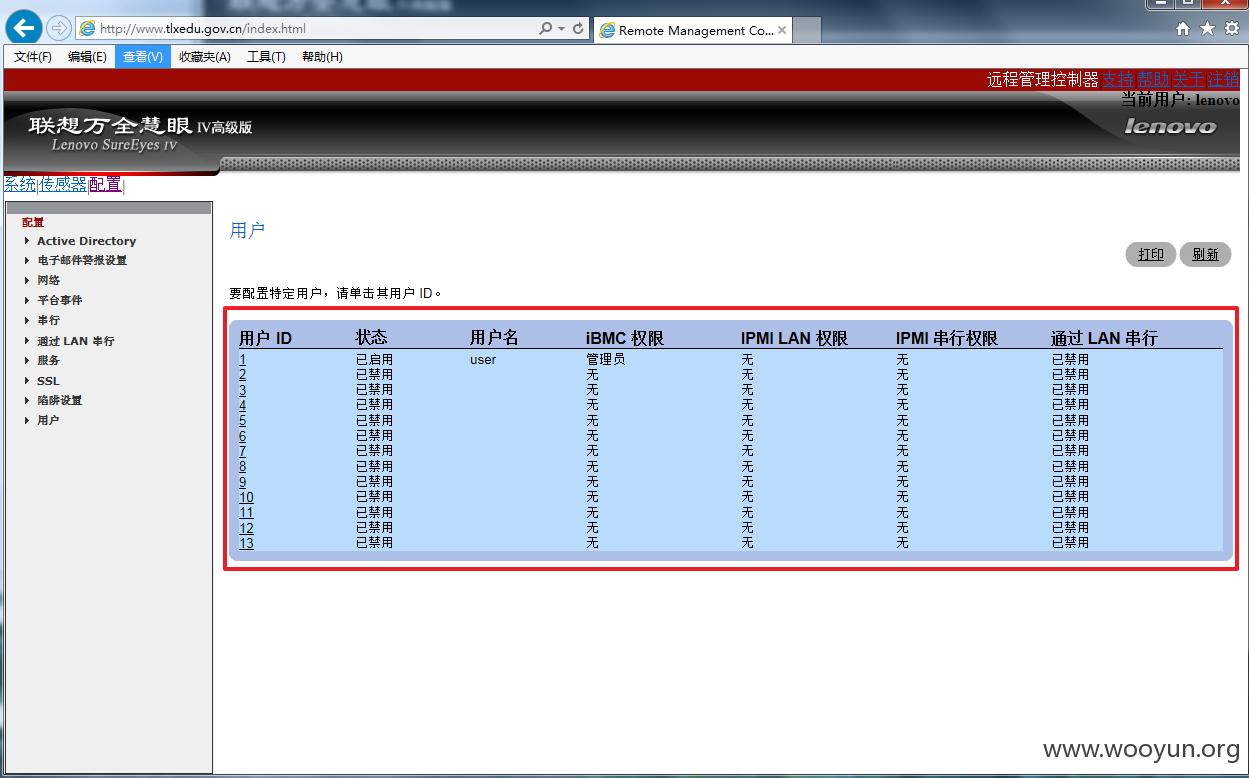 http://www.tlxedu.gov.cn/index.html
Remote Management Co...
文件(F) 编辑(E) 查看(V) 收藏夹(A) 工具(T) 帮助(H)
远程管理控制器 支持 帮助 关于 注销
当前用户: lenovo
联想万全慧眼 IV高级版
Lenovo SureEyes IV
lenovo
系统|传感器|配置|
配置
Active Directory
电子邮件警报设置
网络
平台事件
串行
通过 LAN 串行
服务
SSL
陷阱设置
用户
用户
打印 刷新
要配置特定用户，请单击其用户 ID。
用户 ID 状态 用户名 iBMC 权限 IPMI LAN 权限 IPMI 串行权限 通过 LAN 串行
1 已启用 user 管理员 无 无 已禁用
2 已禁用 无 无 无 已禁用
3 已禁用 无 无 无 已禁用
4 已禁用 无 无 无 已禁用
5 已禁用 无 无 无 已禁用
6 已禁用 无 无 无 已禁用
7 已禁用 无 无 无 已禁用
8 已禁用 无 无 无 已禁用
9 已禁用 无 无 无 已禁用
10 已禁用 无 无 无 已禁用
11 已禁用 无 无 无 已禁用
12 已禁用 无 无 无 已禁用
13 已禁用 无 无 无 已禁用
www.wooyun.org